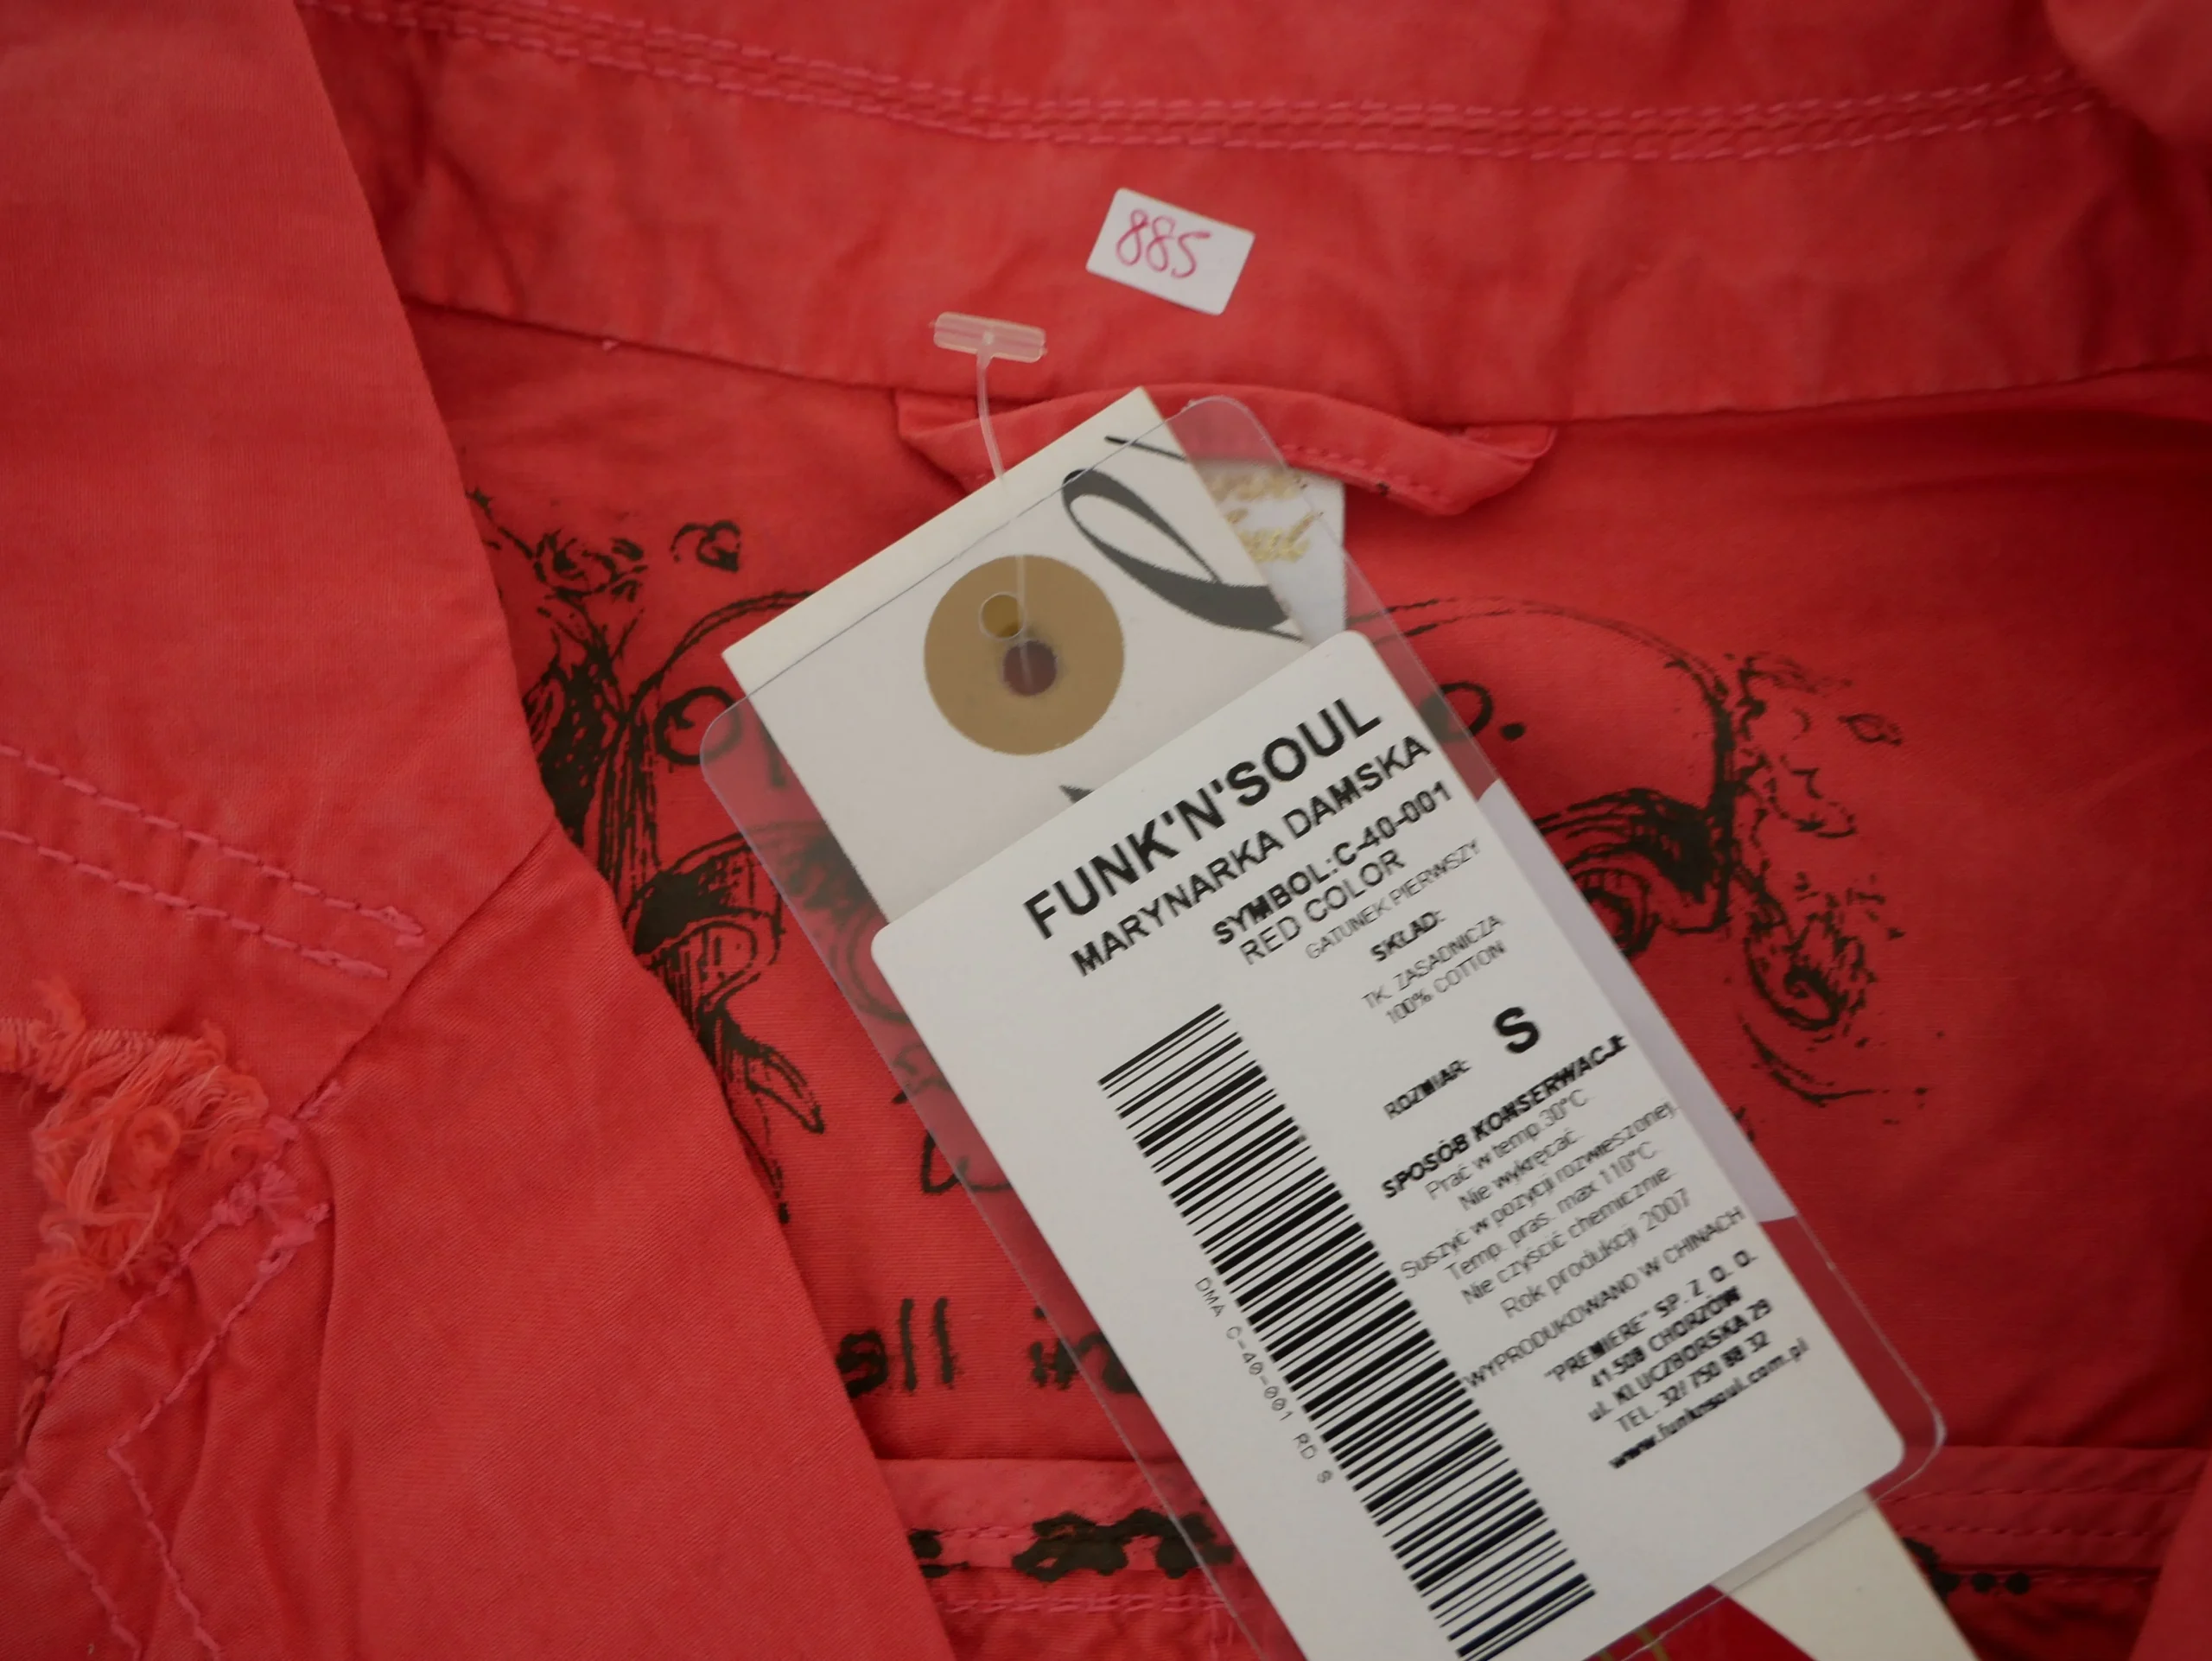 885
FUNK'N'SOUL
MARYNARKA DAMSKA
SYMBOL:C-40-001
RED COLOR
GATUNEK PIERWSZY
SKŁAD:
TK. ZASADNICZA
100% COTTON
ROZMIAR: S
SPOSÓB KONSERWACJI:
Prać w temp.30°C.
Nie wykręcać.
Suszyć w pozycji rozwieszonej.
Temp. pras. max 110°C.
Nie czyścić chemicznie.
Rok produkcji 2007
WYPRODUKOWANO W CHINACH
"PREMIERE" SP. Z O. O.
41-508 CHORZÓW
ul. KLUCZBORSKA 29
TEL. 32/ 750 88 32
www.funknsoul.com.pl
DMA C-40-001 RD S